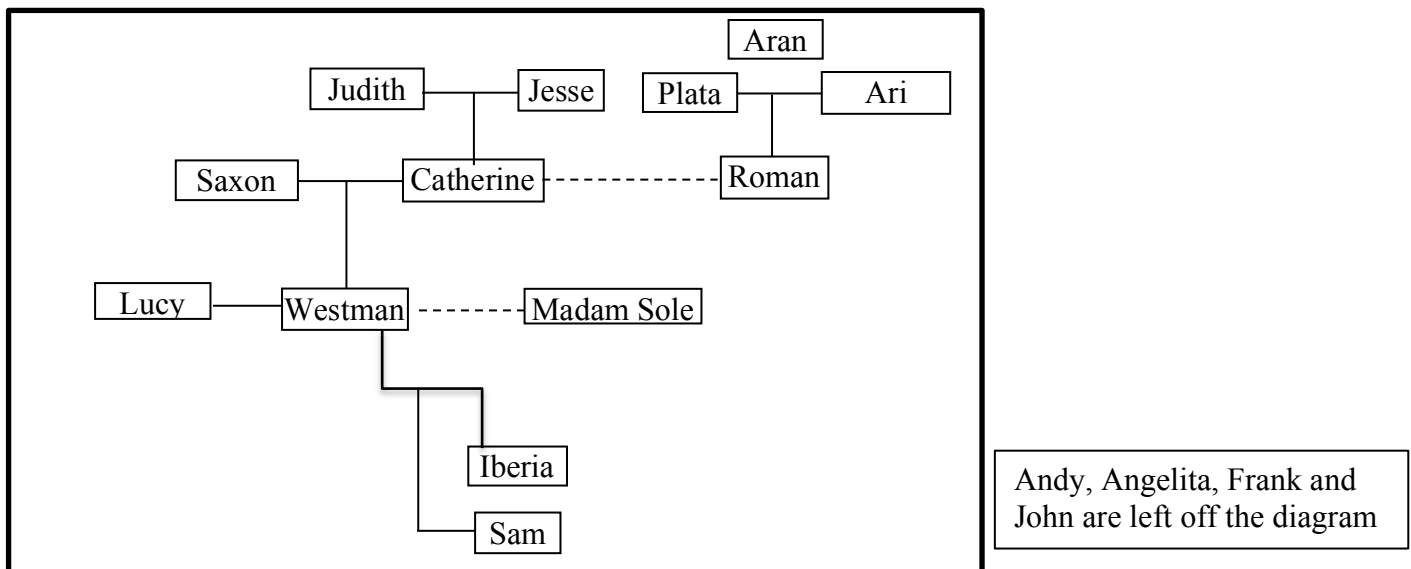 Aran
Judith Jesse Plata Ari
Saxon Catherine Roman
Lucy Westman Madam Sole
Iberia
Sam
Andy, Angelita, Frank and
John are left off the diagram